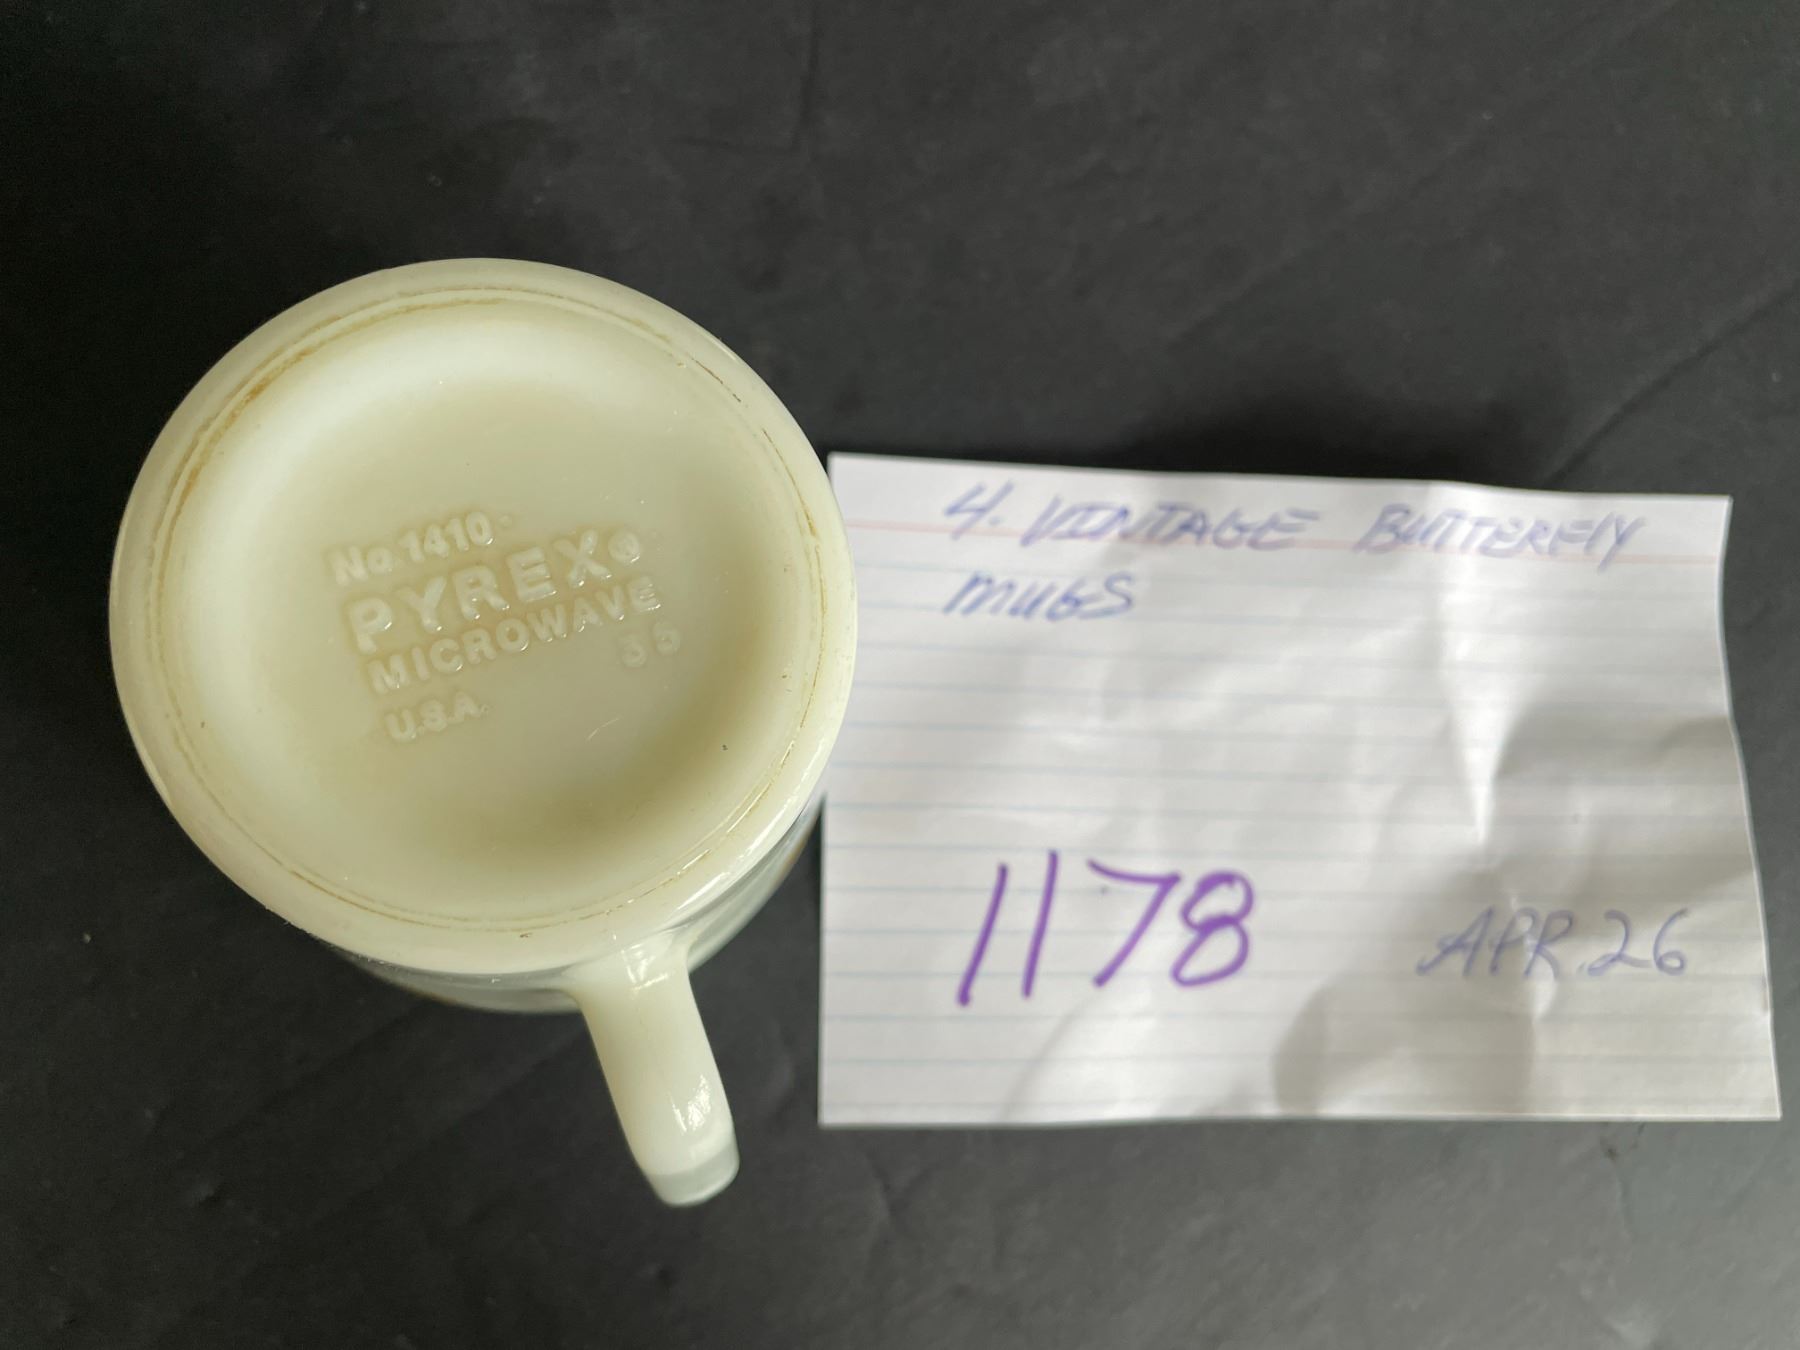 No. 1410
PYREX®
MICROWAVE
35
U.S.A.
4. VINTAGE BUTTERFLY
MUGS
1178
APR. 26